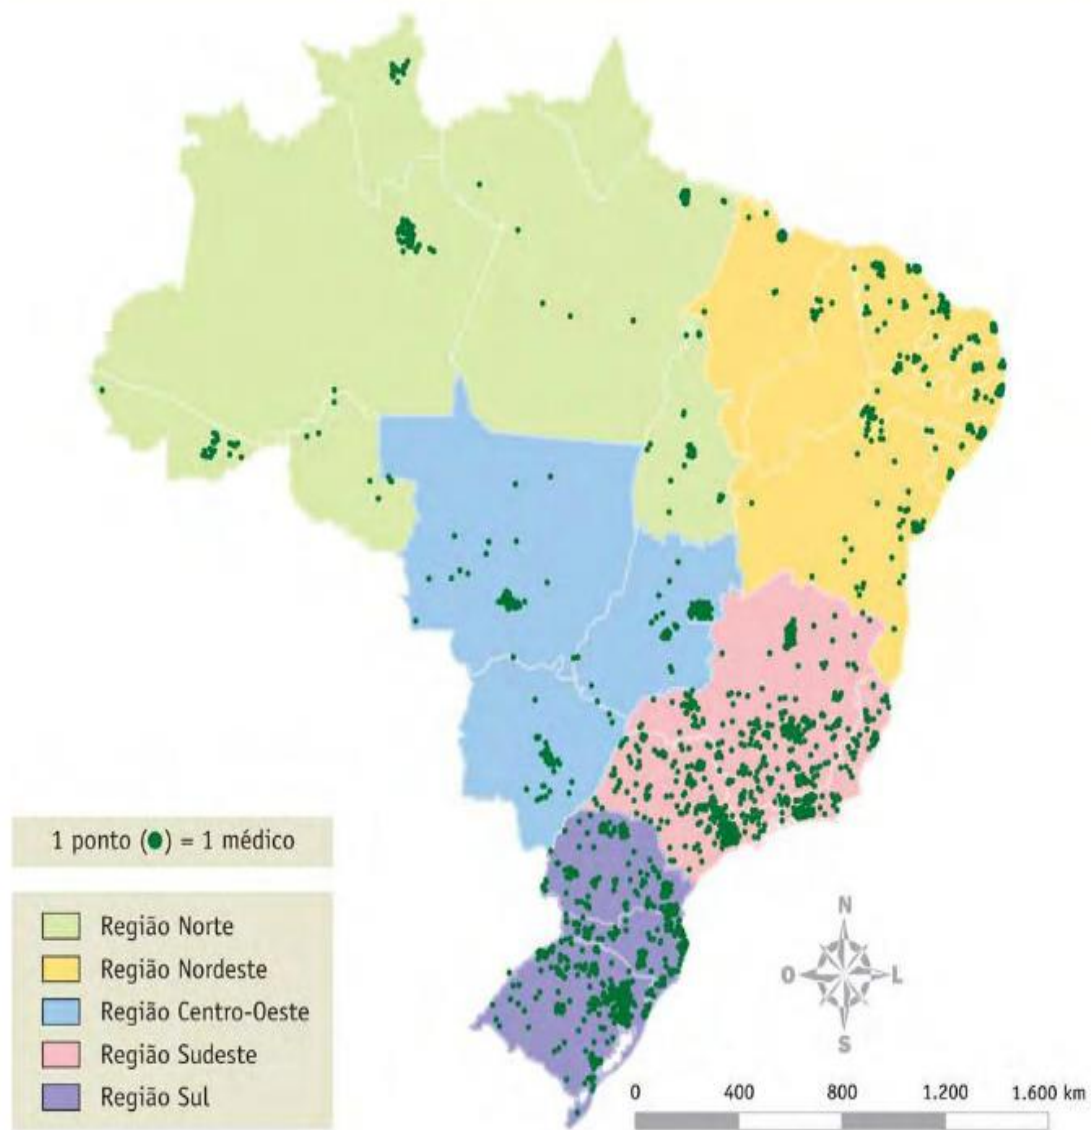 1 ponto (●) = 1 médico
Região Norte
Região Nordeste
Região Centro-Oeste
Região Sudeste
Região Sul
N
O
L
S
0 400 800 1.200 1.600 km